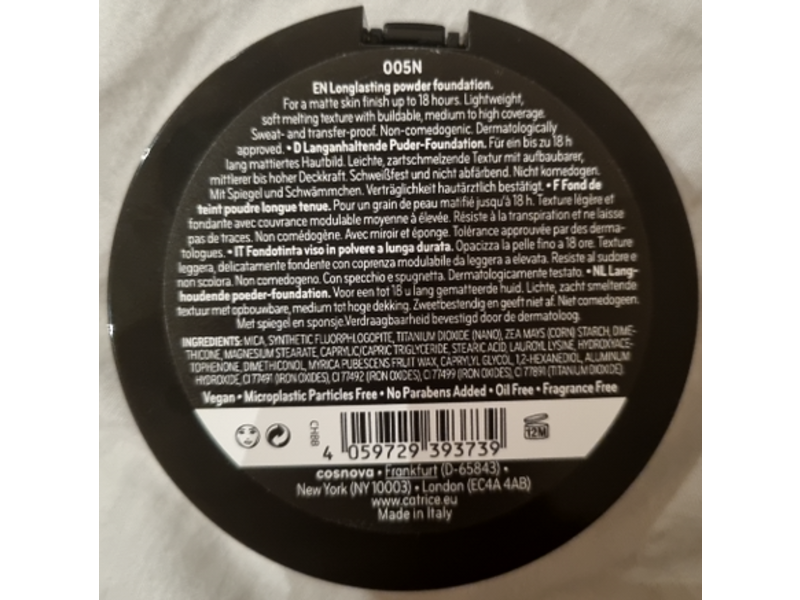 005N
EN Longlasting powder foundation.
For a matte skin finish up to 18 hours. Lightweight,
soft melting texture with buildable, medium to high coverage.
Sweat- and transfer-proof. Non-comedogenic. Dermatologically
approved. • D Langanhaltende Puder-Foundation. Für ein bis zu 18 h
lang mattiertes Hautbild. Leichte, zartschmelzende Textur mit aufbaubarer,
mittlerer bis hoher Deckkraft. Schweißfest und nicht abfärbend. Nicht komedogen.
Mit Spiegel und Schwämmchen. Verträglichkeit hautärztlich bestätigt. • F Fond de
teint poudre longue tenue. Pour un grain de peau matifié jusqu'à 18 h. Texture légère et
fondante avec couvrance modulable moyenne à élevée. Résiste à la transpiration et ne laisse
pas de traces. Non comédogène. Avec miroir et éponge. Tolérance approuvée par des derma-
tologues. • IT Fondotinta viso in polvere a lunga durata. Opacizza la pelle fino a 18 ore. Texture
leggera, delicatamente fondente con coprenza modulabile da leggera a elevata. Resiste al sudore e
non scolora. Non comedogeno. Con specchio e spugnetta. Dermatologicamente testato. • NL Lang-
houdende poeder-foundation. Voor een tot 18 u lang gematteerde huid. Lichte, zacht smeltende
textuur met opbouwbare, medium tot hoge dekking. Zweetbestendig en geeft niet af. Niet comedogeen.
Met spiegel en sponsje.Verdraagbaarheid bevestigd door de dermatoloog.
INGREDIENTS: MICA, SYNTHETIC FLUORPHLOGOPITE, TITANIUM DIOXIDE (NANO), ZEA MAYS (CORN) STARCH, DIME-
THICONE, MAGNESIUM STEARATE, CAPRYLIC/CAPRIC TRIGLYCERIDE, STEARIC ACID, LAUROYL LYSINE, HYDROXYACE-
TOPHENONE, DIMETHICONOL, MYRICA PUBESCENS FRUIT WAX, CAPRYLYL GLYCOL, 1,2-HEXANEDIOL, ALUMINUM
HYDROXIDE, CI 77491 (IRON OXIDES), CI 77492 (IRON OXIDES), CI 77499 (IRON OXIDES), CI 77891 (TITANIUM DIOXIDE).
Vegan • Microplastic Particles Free • No Parabens Added • Oil Free • Fragrance Free
CH8B
4 059729 393739
12M
cosnova • Frankfurt (D-65843) •
New York (NY 10003) • London (EC4A 4AB)
www.catrice.eu
Made in Italy